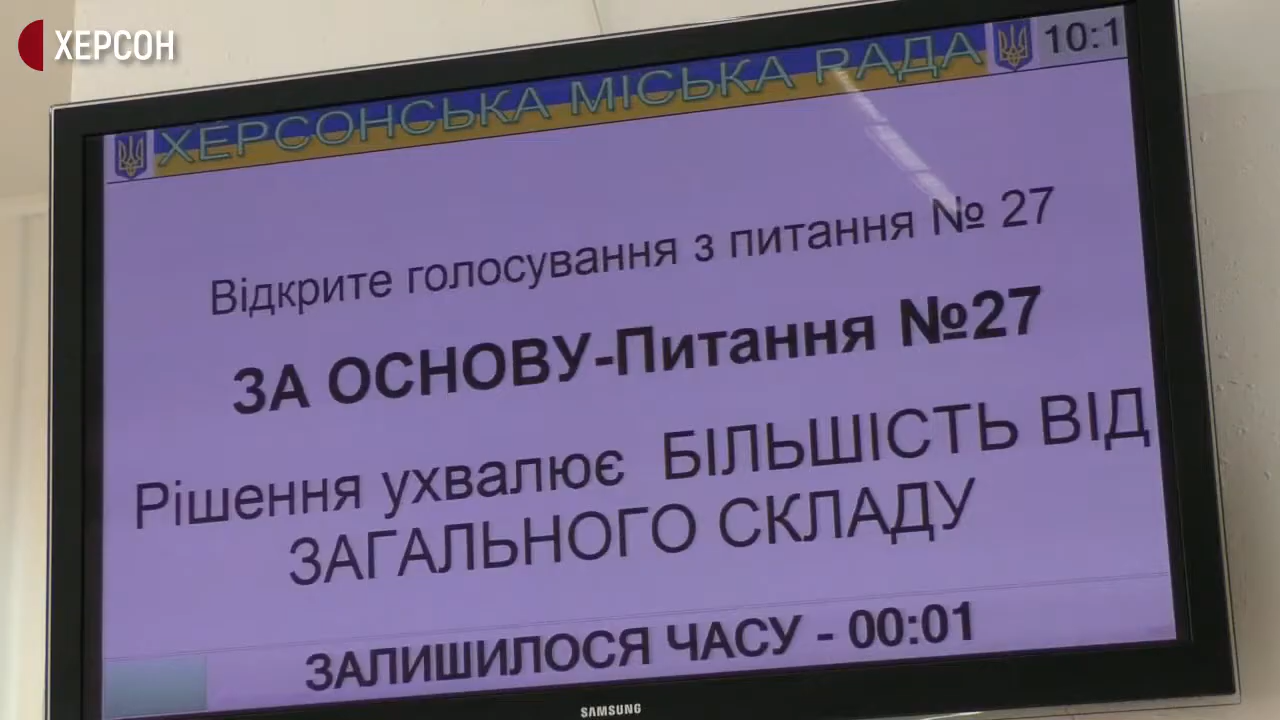 ХЕРСОН
ХЕРСОНСЬКА МІСЬКА РАДА 10:1
Відкрите голосування з питання № 27
ЗА ОСНОВУ-Питання №27
Рішення ухвалює БІЛЬШІСТЬ ВІД
ЗАГАЛЬНОГО СКЛАДУ
ЗАЛИШИЛОСЯ ЧАСУ - 00:01
SAMSUNG